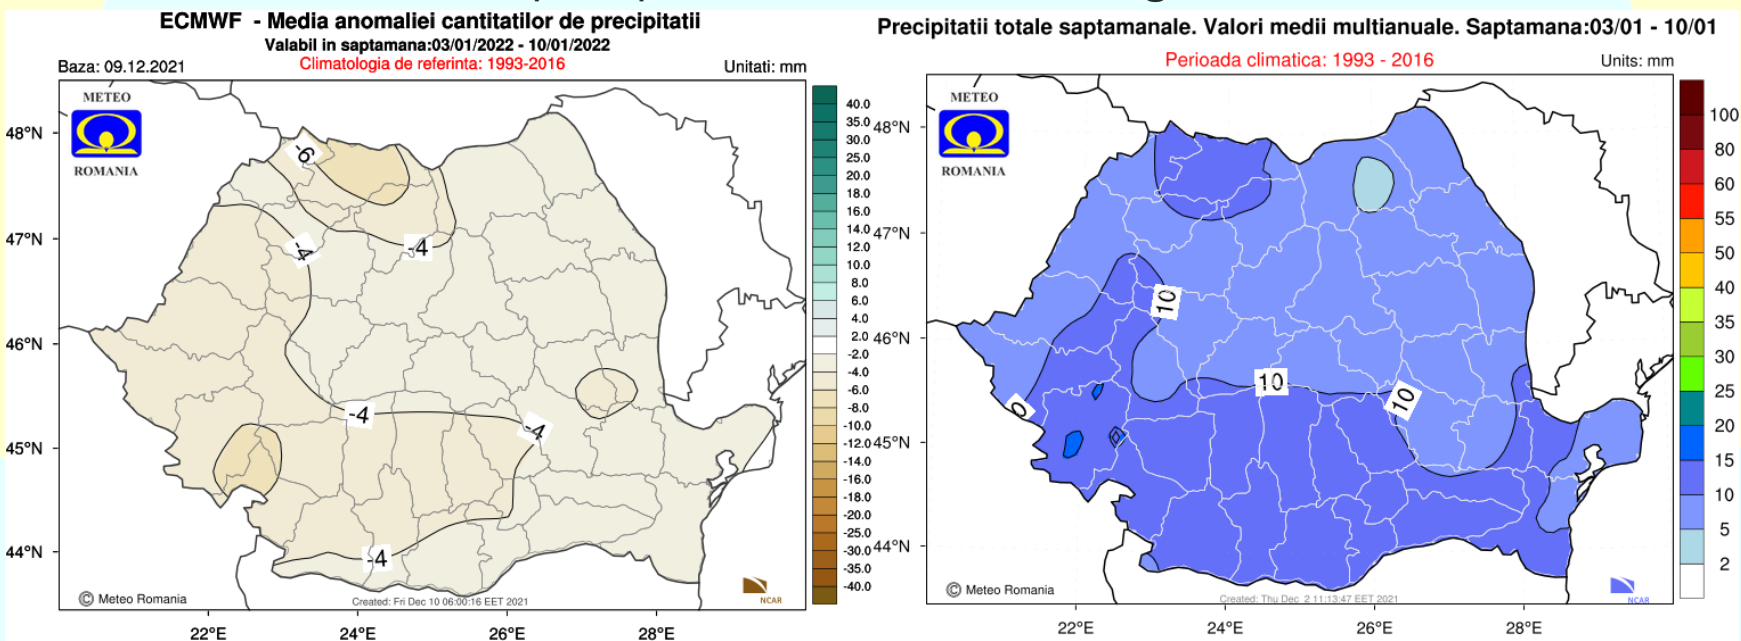 ECMWF - Media anomaliei cantitatilor de precipitatii
Valabil in saptamana:03/01/2022 - 10/01/2022
Baza: 09.12.2021
Climatologia de referinta: 1993-2016
Unitati: mm
METEO
ROMANIA
48°N
47°N
46°N
45°N
44°N
-6
-4
-4
-4
-4
-4
40.0
35.0
30.0
25.0
20.0
18.0
16.0
14.0
12.0
10.0
8.0
6.0
4.0
2.0
-2.0
-4.0
-6.0
-8.0
-10.0
-12.0
-14.0
-16.0
-18.0
-20.0
-25.0
-30.0
-35.0
-40.0
© Meteo Romania
Created: Fri Dec 10 06:00:16 EET 2021
NCAR
22°E
24°E
26°E
28°E
Precipitatii totale saptamanale. Valori medii multianuale. Saptamana:03/01 - 10/01
Perioada climatica: 1993 - 2016
Units: mm
METEO
ROMANIA
48°N
47°N
46°N
45°N
44°N
10
10
10
0
100
80
60
55
50
40
35
30
25
20
15
10
5
2
© Meteo Romania
Created: Thu Dec 2 11:13:47 EET 2021
NCAR
22°E
24°E
26°E
28°E